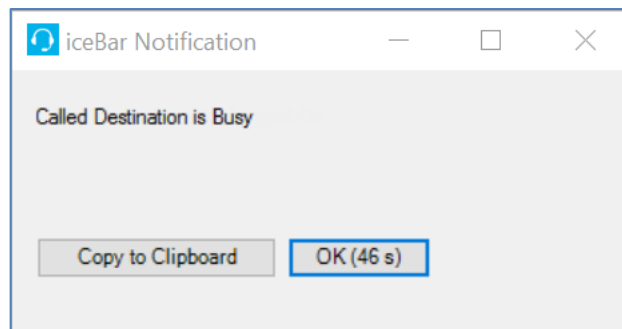 iceBar Notification
Called Destination is Busy
Copy to Clipboard OK (46 s)